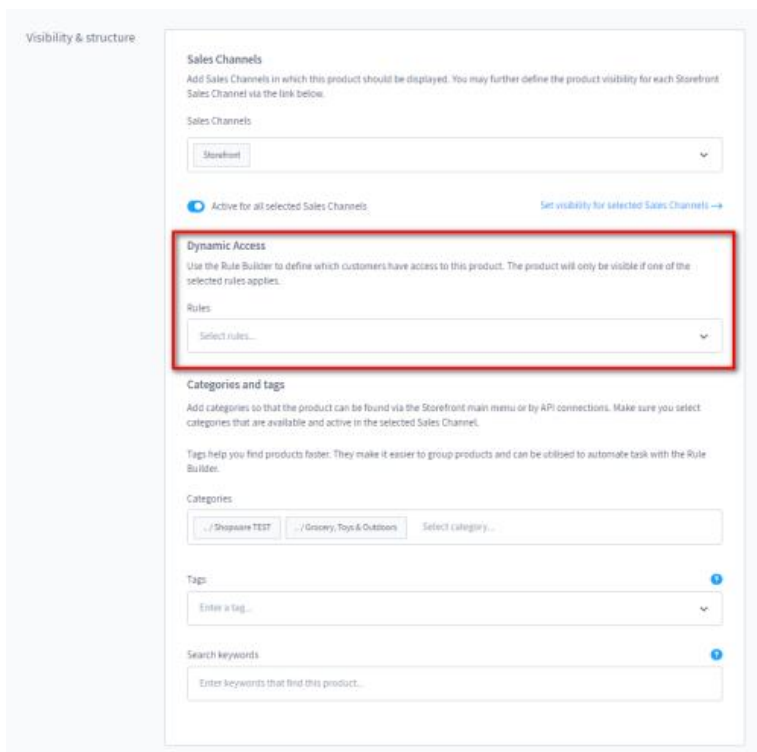 Visibility & structure
Sales Channels
Add Sales Channels in which this product should be displayed. You may further define the product visibility for each Storefront
Sales Channel via the link below.
Sales Channels
Storefront
Active for all selected Sales Channels
Set visibility for selected Sales Channels →
Dynamic Access
Use the Rule Builder to define which customers have access to this product. The product will only be visible if one of the
selected rules applies.
Rules
Select rules...
Categories and tags
Add categories so that the product can be found via the Storefront main menu or by API connections. Make sure you select
categories that are available and active in the selected Sales Channel.
Tags help you find products faster. They make it easier to group products and can be utilised to automate task with the Rule
Builder.
Categories
../ Shopware TEST ../ Grocery, Toys & Outdoors Select category...
Tags
?
Enter a tag...
Search keywords
?
Enter keywords that find this product...